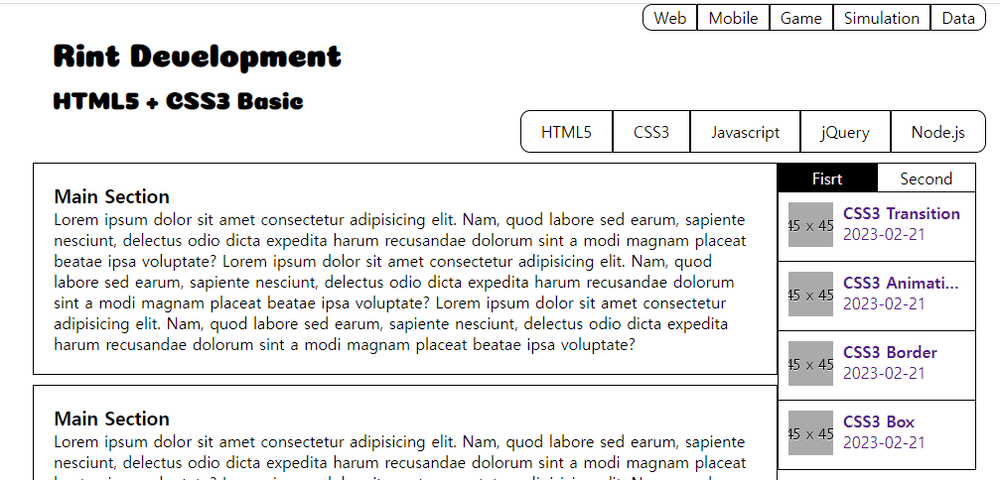 Web Mobile Game Simulation Data
Rint Development
HTML5 + CSS3 Basic
HTML5 CSS3 Javascript jQuery Node.js
Main Section
Lorem ipsum dolor sit amet consectetur adipisicing elit. Nam, quod labore sed earum, sapiente
nesciunt, delectus odio dicta expedita harum recusandae dolorum sint a modi magnam placeat
beatae ipsa voluptate? Lorem ipsum dolor sit amet consectetur adipisicing elit. Nam, quod
labore sed earum, sapiente nesciunt, delectus odio dicta expedita harum recusandae dolorum
sint a modi magnam placeat beatae ipsa voluptate? Lorem ipsum dolor sit amet consectetur
adipisicing elit. Nam, quod labore sed earum, sapiente nesciunt, delectus odio dicta expedita
harum recusandae dolorum sint a modi magnam placeat beatae ipsa voluptate?
Main Section
Lorem ipsum dolor sit amet consectetur adipisicing elit. Nam, quod labore sed earum, sapiente
nesciunt, delectus odio dicta expedita harum recusandae dolorum sint a modi magnam placeat
Fisrt Second
45 x 45
CSS3 Transition
2023-02-21
45 x 45
CSS3 Animati...
2023-02-21
45 x 45
CSS3 Border
2023-02-21
45 x 45
CSS3 Box
2023-02-21